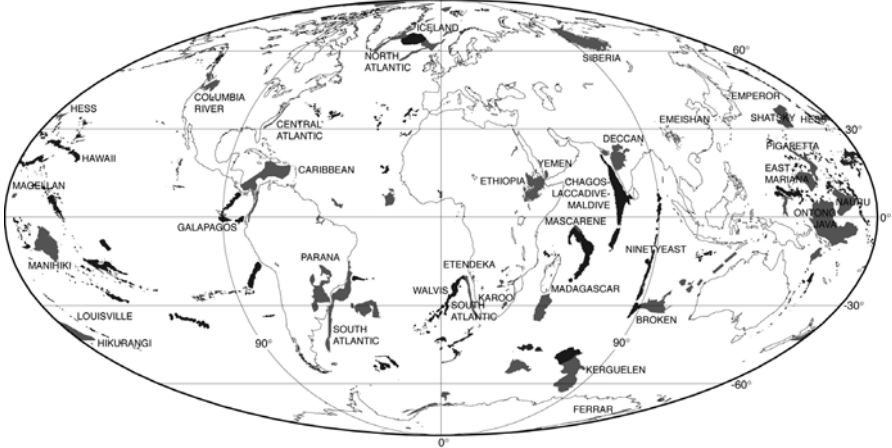 ICELAND
NORTH
ATLANTIC
SIBERIA
60°
COLUMBIA
RIVER
HESS
CENTRAL
ATLANTIC
EMPEROR
SHATSKY
HESS
EMEISHAN
30°
HAWAII
DECCAN
PIGAFETTA
MAGELLAN
CARIBBEAN
YEMEN
ETHIOPIA
CHAGOS-
LACCADIVE-
MALDIVE
EAST
MARIANA
NAURU
GALAPAGOS
0°
ONTONG
JAVA
MASCARENE
NINETYEAST
MANIHIKI
PARANA
ETENDEKA
WALVIS
KAROO
MADAGASCAR
SOUTH
ATLANTIC
-30°
LOUISVILLE
BROKEN
SOUTH
ATLANTIC
HIKURANGI
90°
90°
KERGUELEN
-60°
FERRAR
0°